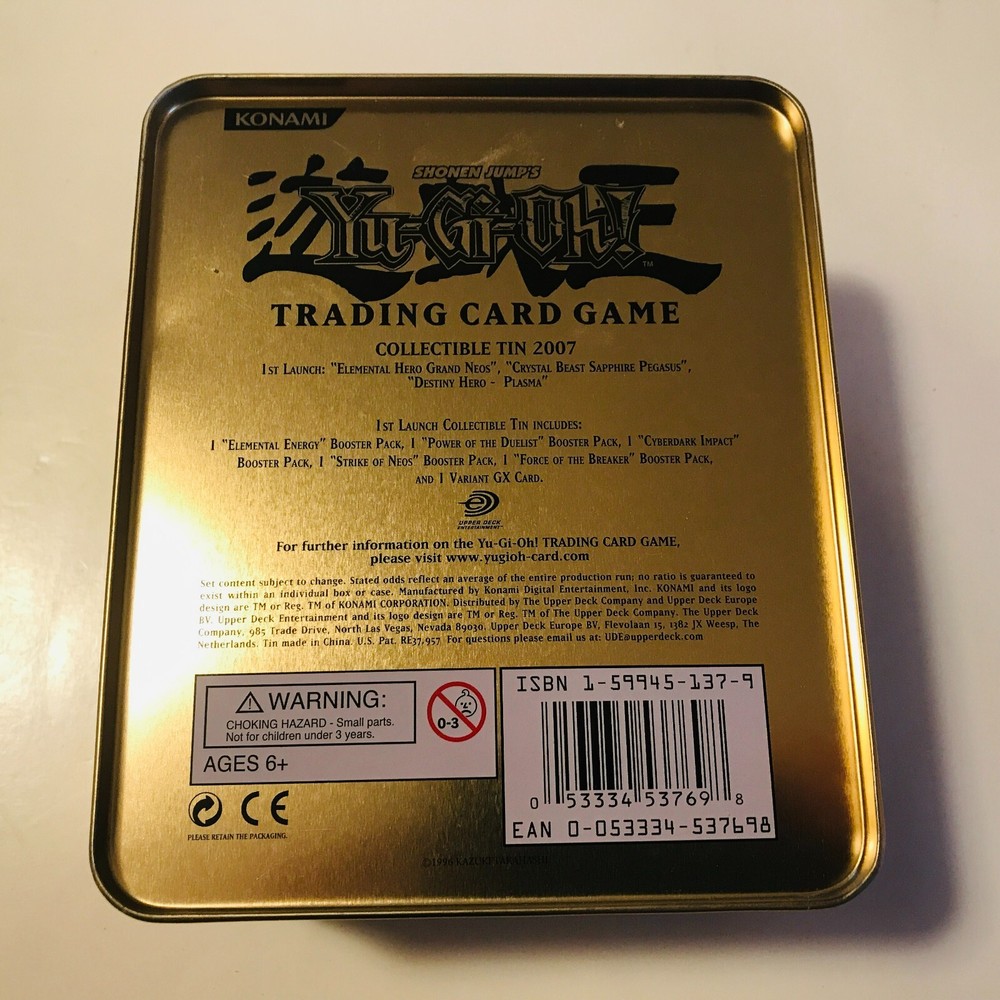 KONAMI
SHONEN JUMP'S
遊戯王
Yu-Gi-Oh!
TM
TRADING CARD GAME
COLLECTIBLE TIN 2007
1ST LAUNCH: "ELEMENTAL HERO GRAND NEOS", "CRYSTAL BEAST SAPPHIRE PEGASUS",
"DESTINY HERO - PLASMA"
1ST LAUNCH COLLECTIBLE TIN INCLUDES:
1 "ELEMENTAL ENERGY" BOOSTER PACK, 1 "POWER OF THE DUELIST" BOOSTER PACK, 1 "CYBERDARK IMPACT"
BOOSTER PACK, 1 "STRIKE OF NEOS" BOOSTER PACK, 1 "FORCE OF THE BREAKER" BOOSTER PACK,
AND 1 VARIANT GX CARD.
e
UPPER DECK
ENTERTAINMENT™
For further information on the Yu-Gi-Oh! TRADING CARD GAME,
please visit www.yugioh-card.com
Set content subject to change. Stated odds reflect an average of the entire production run; no ratio is guaranteed to
exist within an individual box or case. Manufactured by Konami Digital Entertainment, Inc. KONAMI and its logo
design are TM or Reg. TM of KONAMI CORPORATION. Distributed by The Upper Deck Company and Upper Deck Europe
BV. Upper Deck Entertainment and its logo design are TM or Reg. TM of The Upper Deck Company. The Upper Deck
Company, 985 Trade Drive, North Las Vegas, Nevada 89030. Upper Deck Europe BV, Flevolaan 15, 1382 JX Weesp, The
Netherlands. Tin made in China. U.S. Pat. RE37,957 For questions please email us at: UDE@upperdeck.com
WARNING:
CHOKING HAZARD - Small parts.
Not for children under 3 years.
0-3
AGES 6+
CE
PLEASE RETAIN THE PACKAGING.
ISBN 1-59945-137-9
0 53334 53769 8
EAN 0-053334-537698
©1996 KAZUKI TAKAHASHI